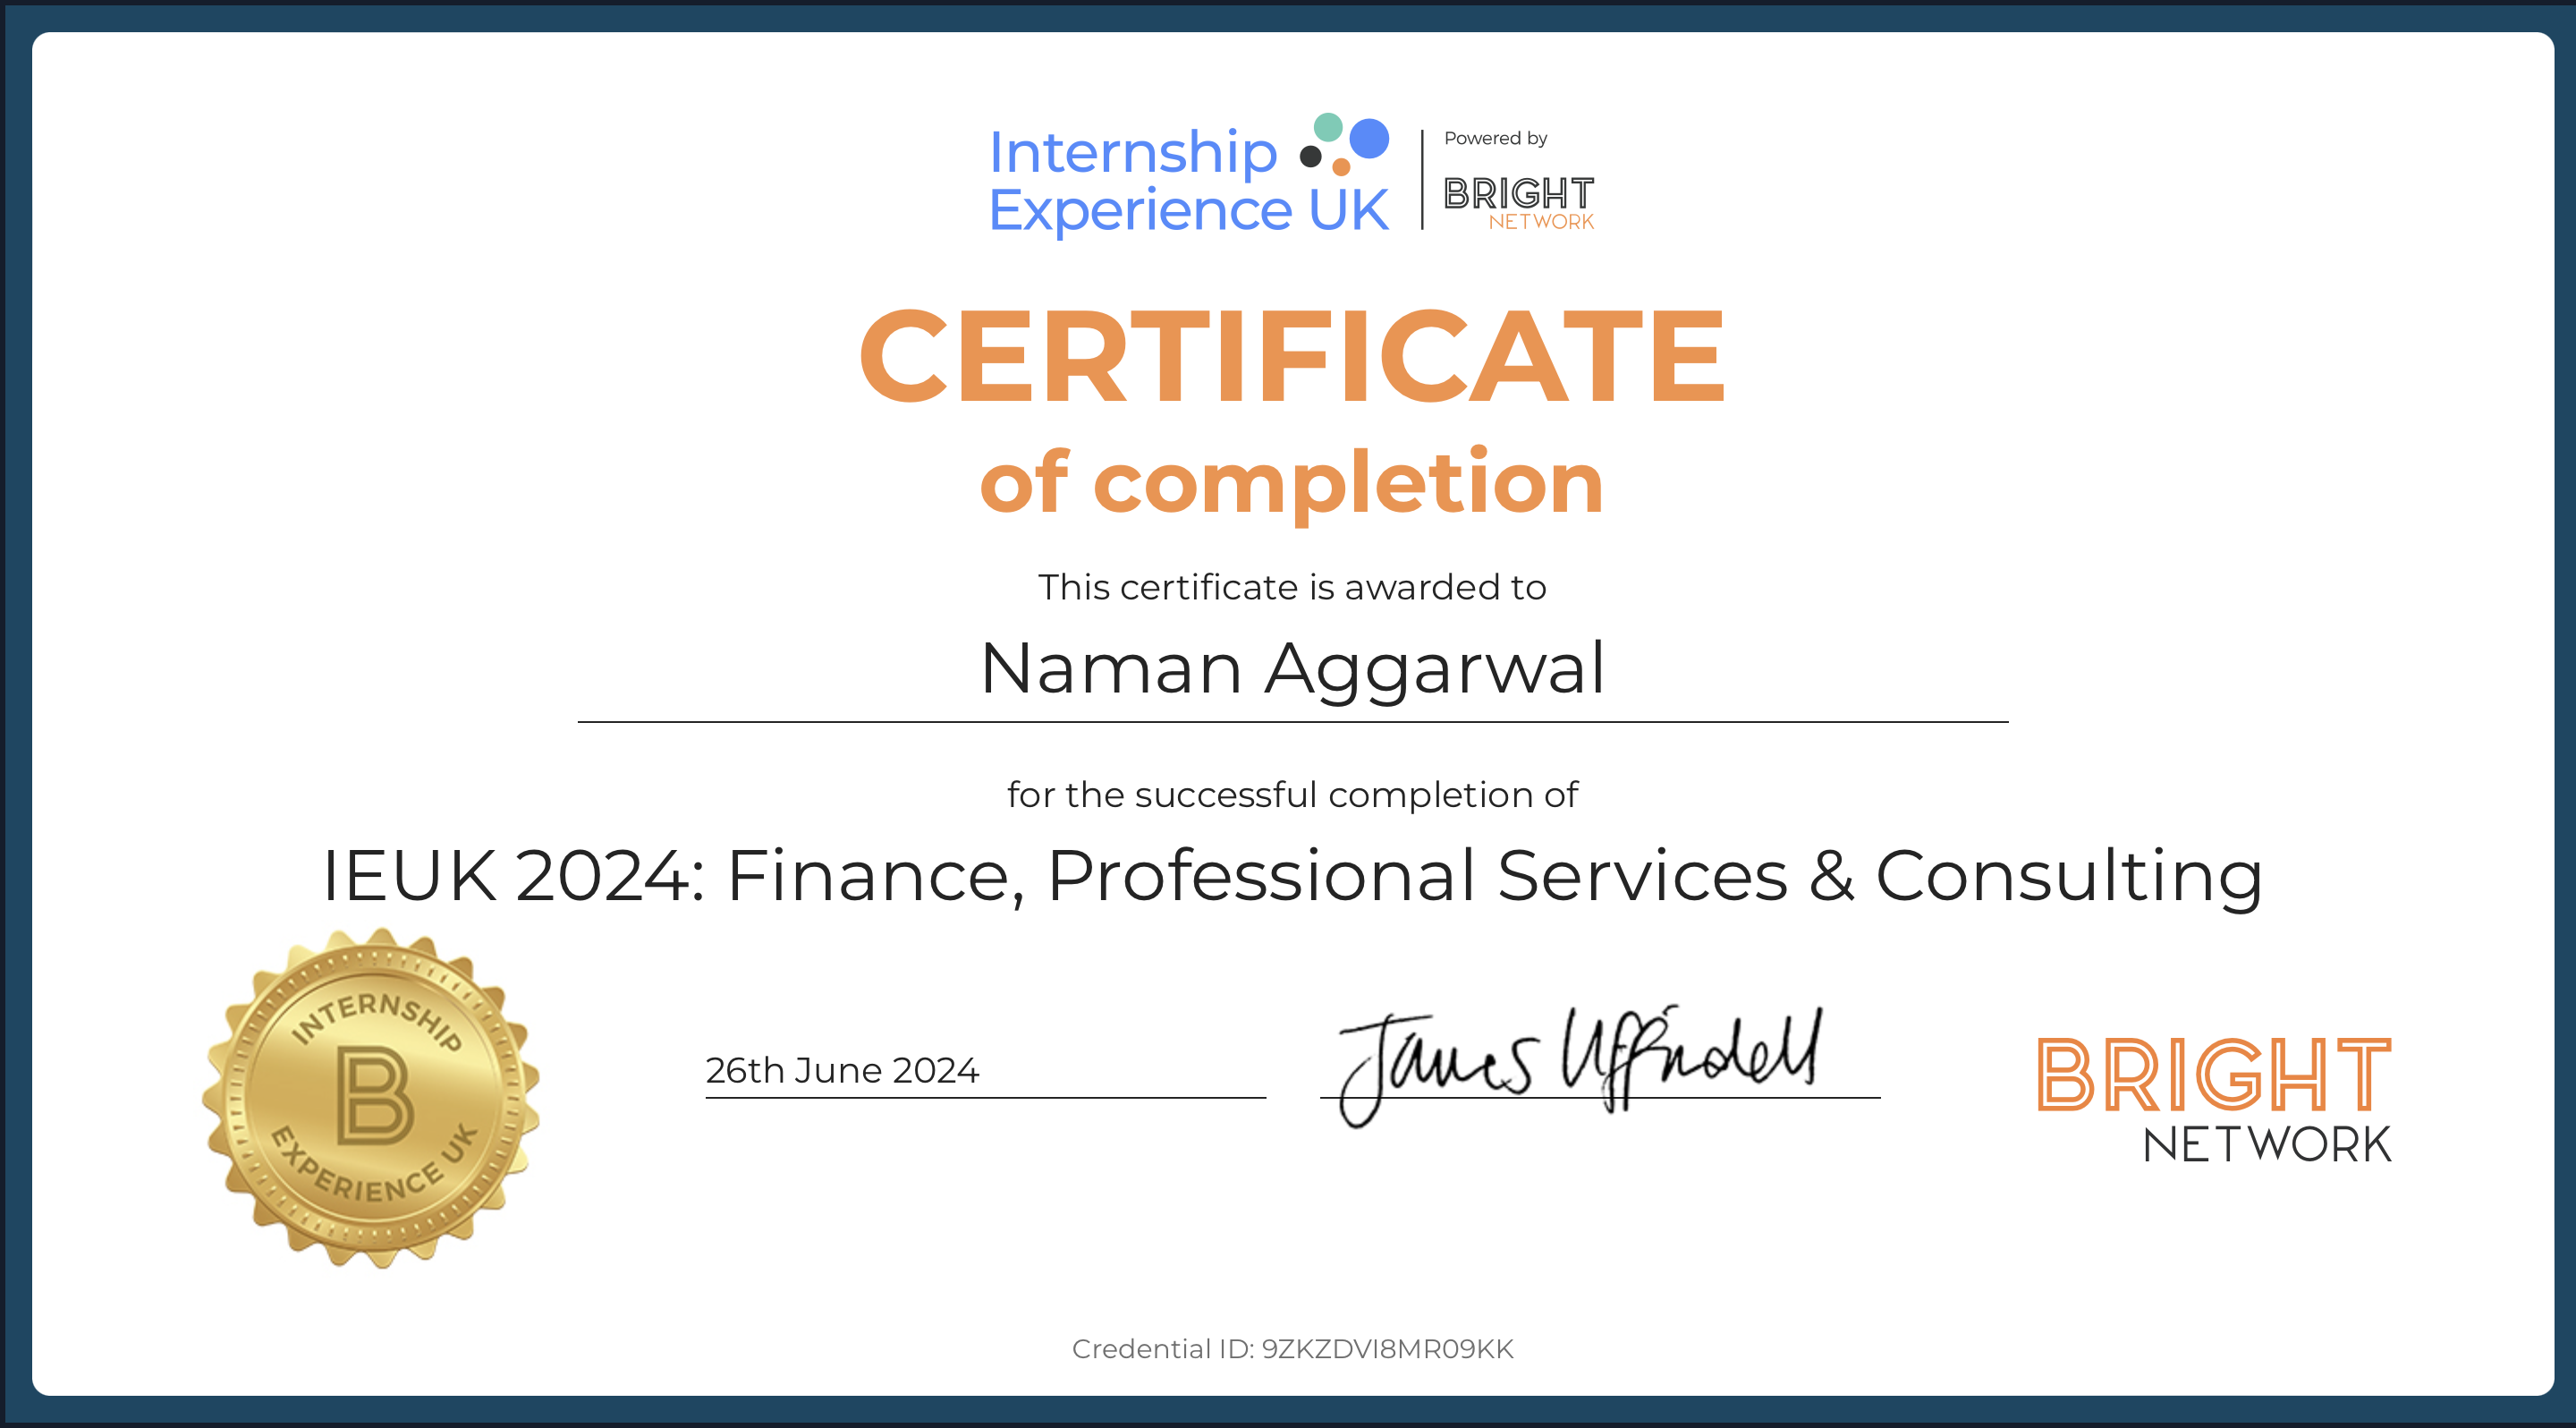 Internship
Experience UK
Powered by
BRIGHT
NETWORK
CERTIFICATE
of completion
This certificate is awarded to
Naman Aggarwal
for the successful completion of
IEUK 2024: Finance, Professional Services & Consulting
INTERNSHIP
B
EXPERIENCE UK
26th June 2024
James Uffindell
BRIGHT
NETWORK
Credential ID: 9ZKZDVI8MR09KK